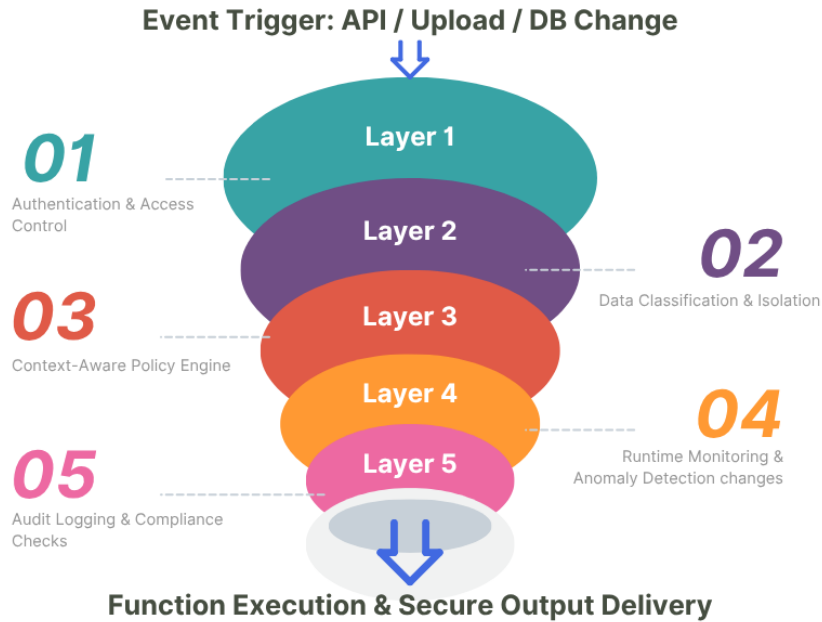 Event Trigger: API / Upload / DB Change
Layer 1
01
Authentication & Access
Control
Layer 2
02
Data Classification & Isolation
Layer 3
03
Context-Aware Policy Engine
Layer 4
04
Runtime Monitoring &
Anomaly Detection changes
Layer 5
05
Audit Logging & Compliance
Checks
Function Execution & Secure Output Delivery